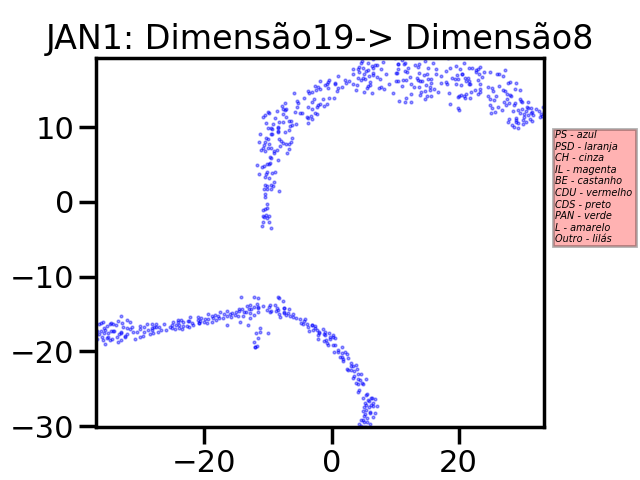 JAN1: Dimensão19-> Dimensão8
10
0
−10
−20
−30
−20
0
20
PS - azul
PSD - laranja
CH - cinza
IL - magenta
BE - castanho
CDU - vermelho
CDS - preto
PAN - verde
L - amarelo
Outro - lilás